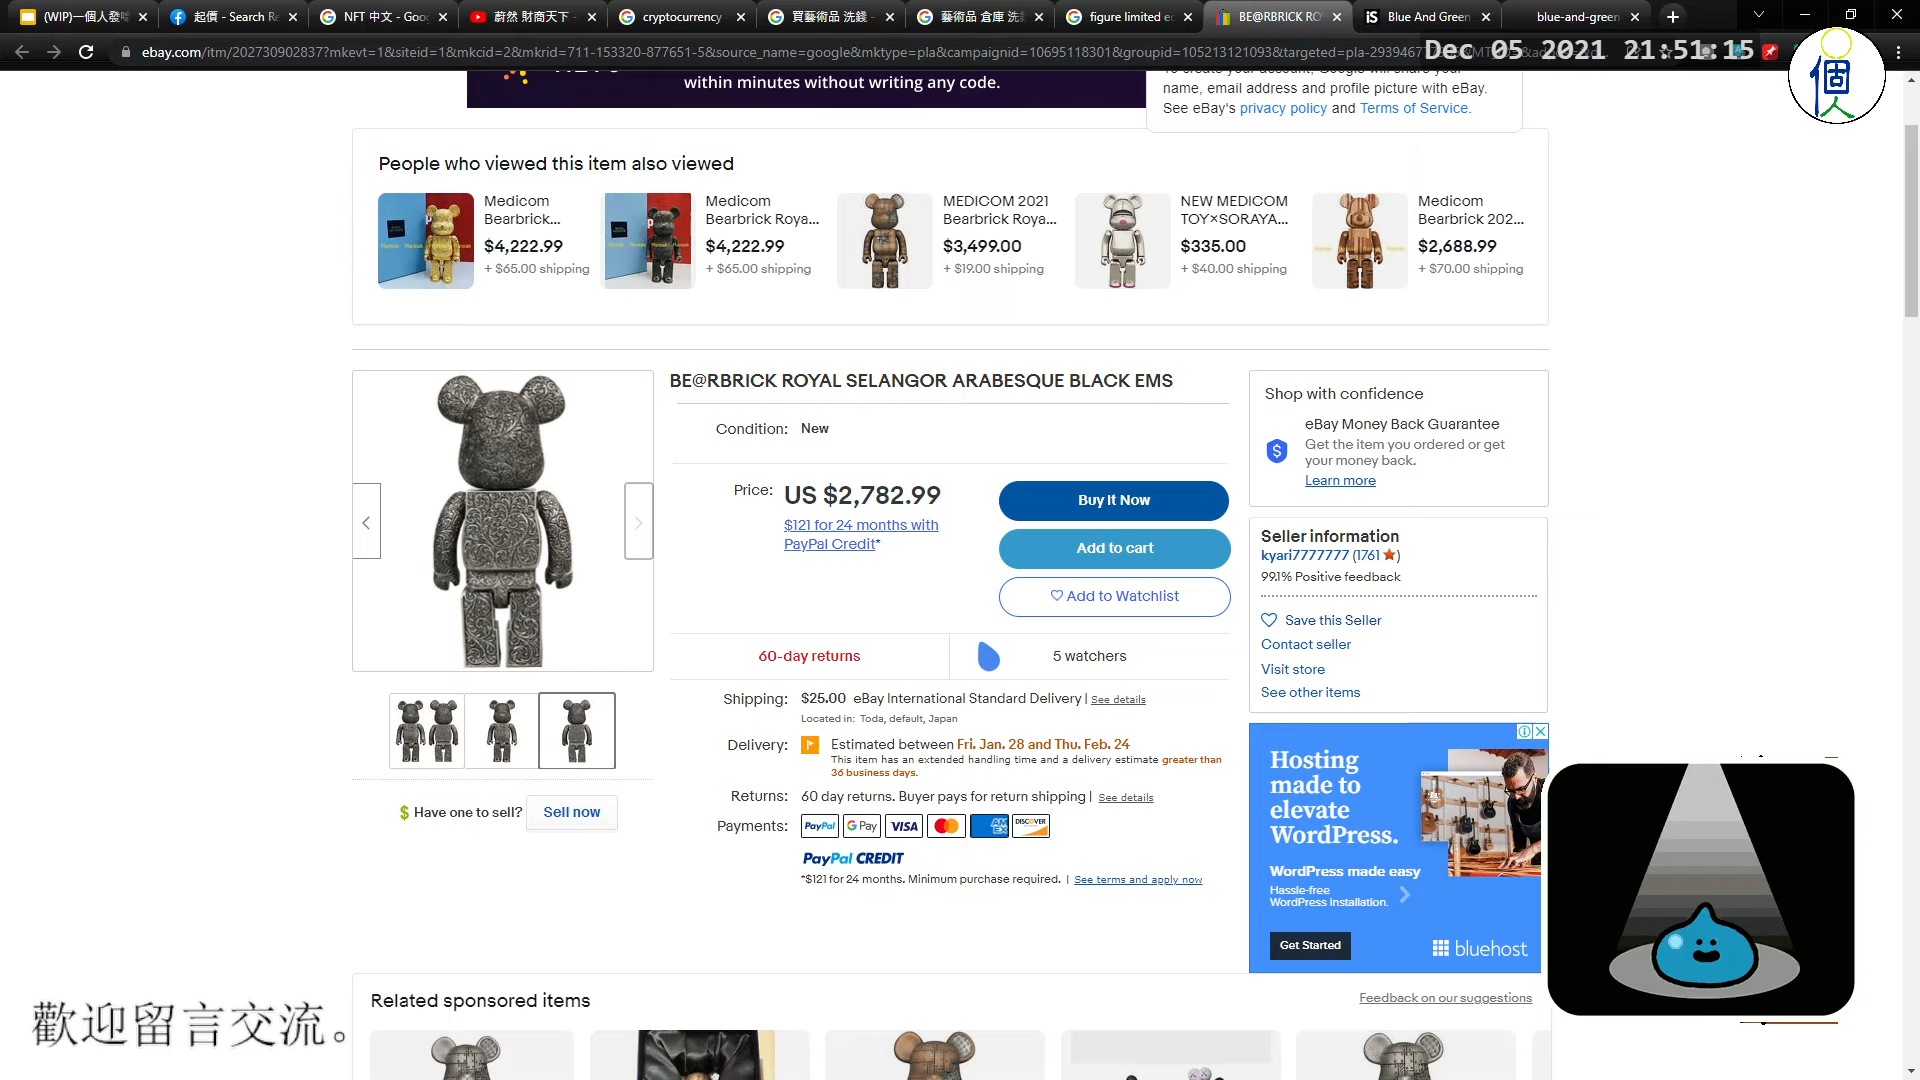 (WIP)一個人發
起價 - Search Re
NFT 中文 - Goo
蔚然 財商天下 -
cryptocurrency
買藝術品 洗錢 -
藝術品 倉庫 洗
figure limited ed
BE@RBRICK RO
iS Blue And Green
blue-and-green
ebay.com/itm/202730902837?mkevt=1&siteid=1&mkcid=2&mkrid=711-153320-877651-5&source_name=google&mktype=pla&campaignid=10695118301&groupid=105213121093&targeted=pla-293946777
Dec 05 2021 21:51:15
個人
within minutes without writing any code.
name, email address and profile picture with eBay.
See eBay's privacy policy and Terms of Service.
People who viewed this item also viewed
Medicom
Bearbrick...
$4,222.99
+ $65.00 shipping
Medicom
Bearbrick Roya...
$4,222.99
+ $65.00 shipping
MEDICOM 2021
Bearbrick Roya...
$3,499.00
+ $19.00 shipping
NEW MEDICOM
TOY×SORAYA...
$335.00
+ $40.00 shipping
Medicom
Bearbrick 202...
$2,688.99
+ $70.00 shipping
BE@RBRICK ROYAL SELANGOR ARABESQUE BLACK EMS
Condition: New
Price: US $2,782.99
$121 for 24 months with
PayPal Credit*
Buy It Now
Add to cart
Add to Watchlist
60-day returns
5 watchers
Shipping: $25.00 eBay International Standard Delivery | See details
Located in: Toda, default, Japan
Delivery: Estimated between Fri. Jan. 28 and Thu. Feb. 24
This item has an extended handling time and a delivery estimate greater than
36 business days.
Returns: 60 day returns. Buyer pays for return shipping | See details
Payments: PayPal G Pay VISA AM EX DISCOVER
PayPal CREDIT
*$121 for 24 months. Minimum purchase required. | See terms and apply now
Have one to sell? Sell now
Shop with confidence
eBay Money Back Guarantee
Get the item you ordered or get
your money back.
Learn more
Seller information
kyari7777777 (1761 )
99.1% Positive feedback
Save this Seller
Contact seller
Visit store
See other items
Hosting
made to
elevate
WordPress.
WordPress made easy
Hassle-free
WordPress installation.
Get Started
bluehost
Related sponsored items
Feedback on our suggestions
歡迎留言交流。